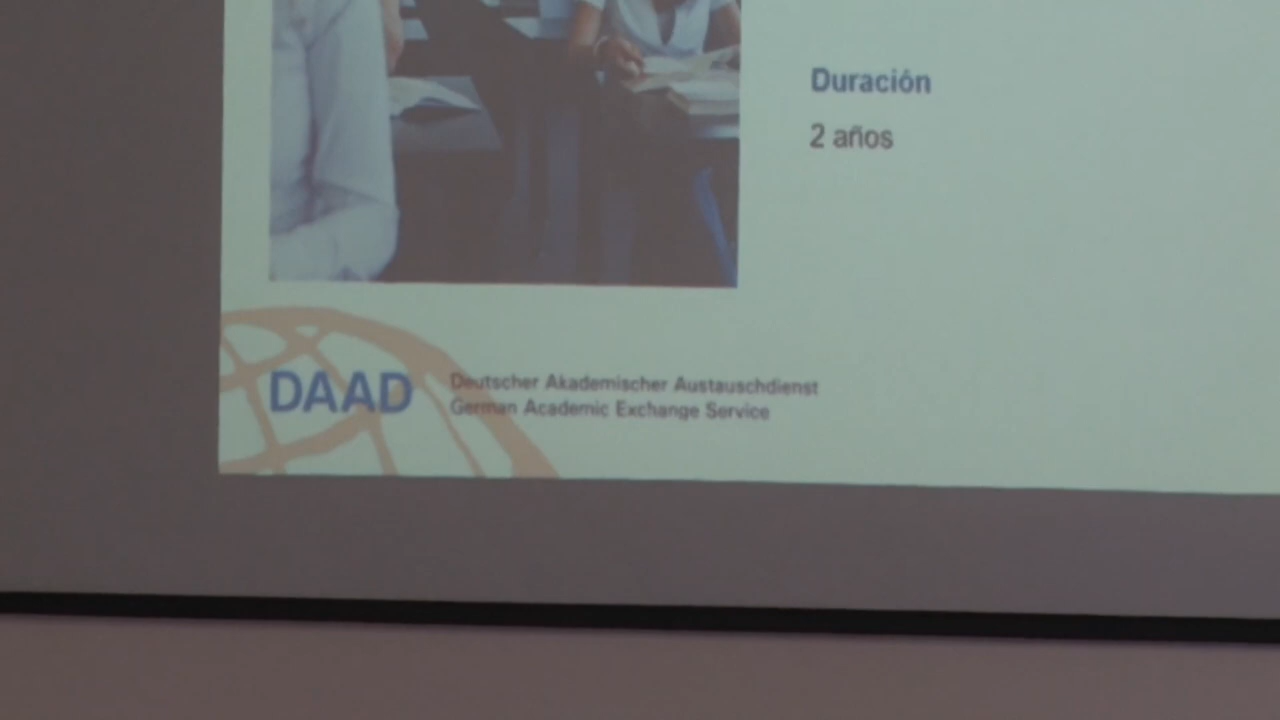 Duración
2 años
DAAD
Deutscher Akademischer Austauschdienst
German Academic Exchange Service